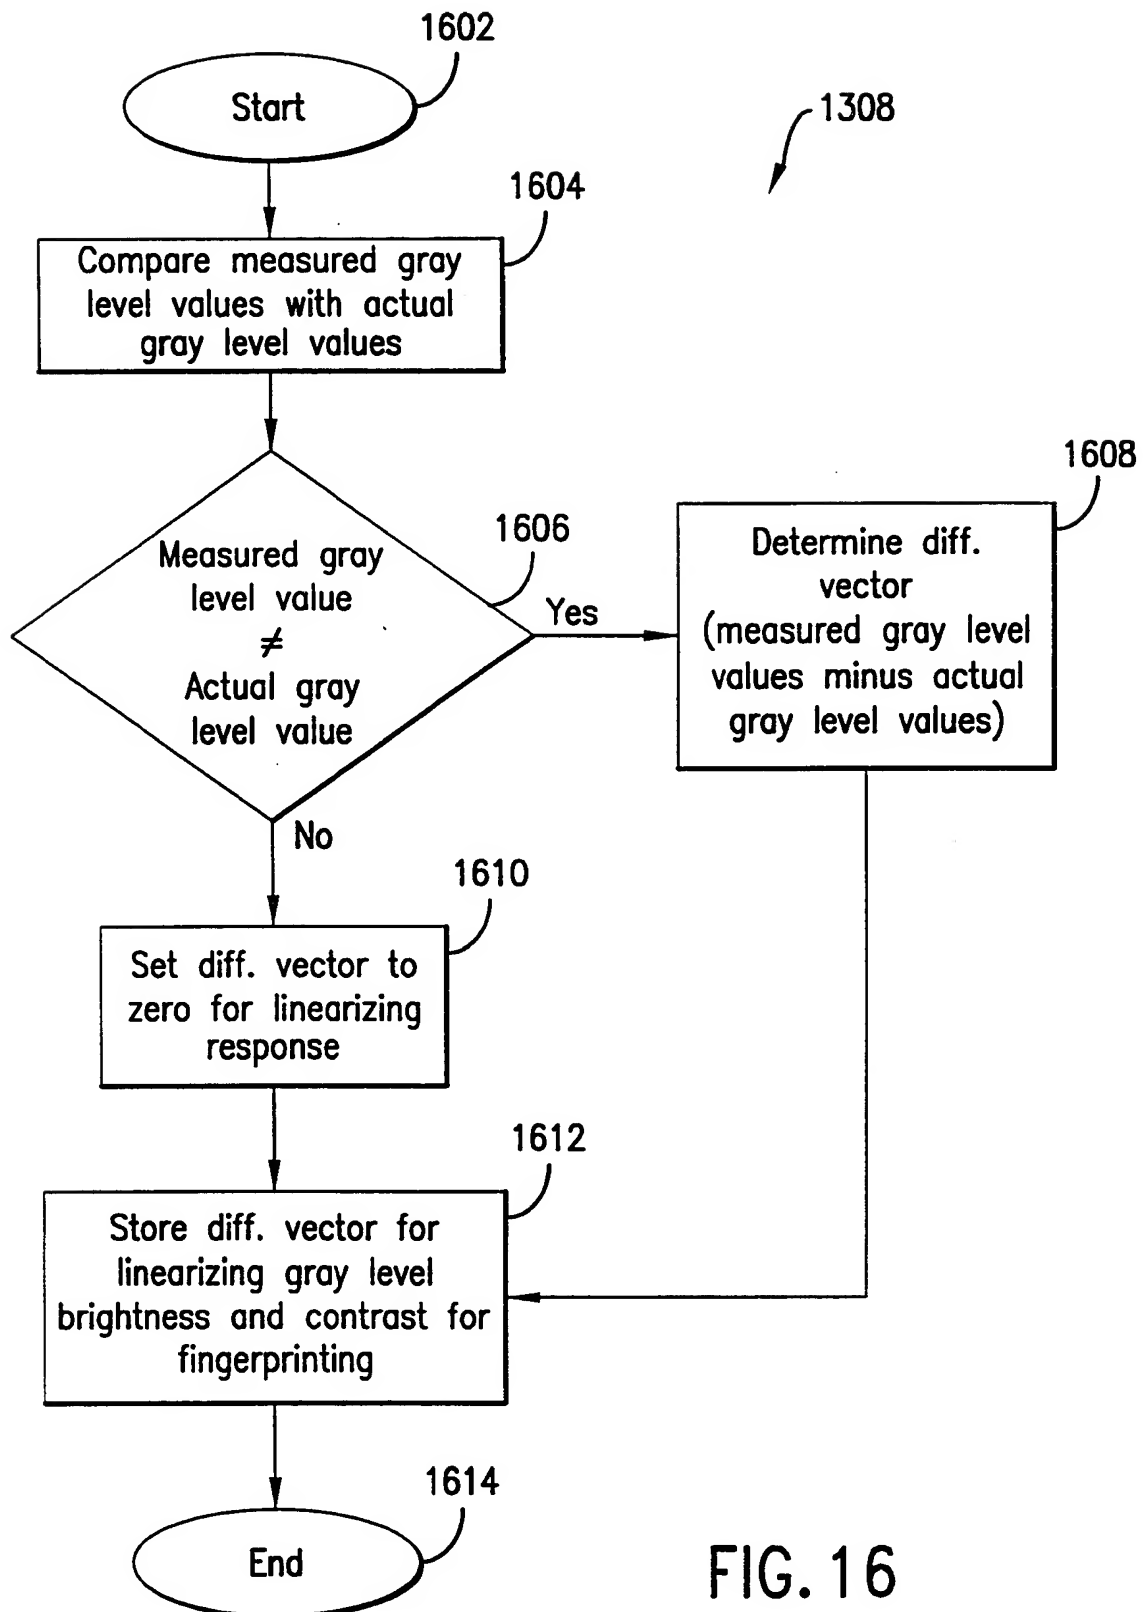 1602
Start
1308
1604
Compare measured gray
level values with actual
gray level values
1606
Measured gray
level value
≠
Actual gray
level value
Yes
1608
Determine diff.
vector
(measured gray level
values minus actual
gray level values)
No
1610
Set diff. vector to
zero for linearizing
response
1612
Store diff. vector for
linearizing gray level
brightness and contrast for
fingerprinting
1614
End
FIG. 16